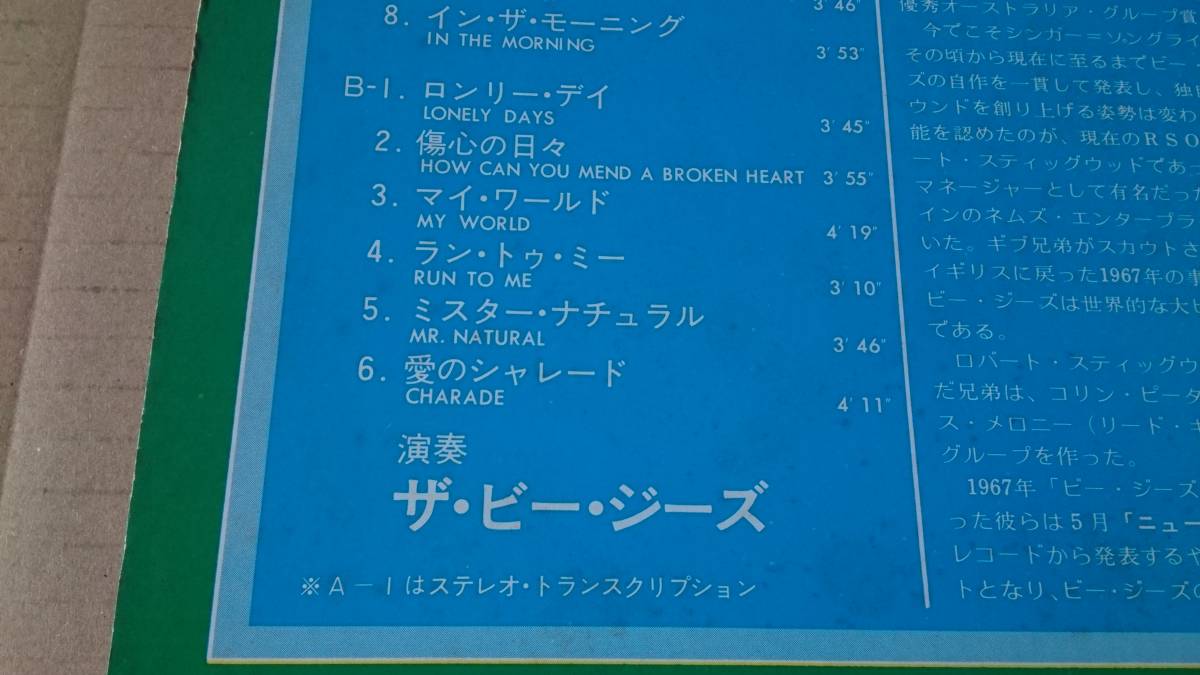 3′46″
8. イン・ザ・モーニング
IN THE MORNING
3′53″
B-1. ロンリー・デイ
LONELY DAYS
3′45″
2. 傷心の日々
HOW CAN YOU MEND A BROKEN HEART 3′55″
3. マイ・ワールド
MY WORLD
4′19″
4. ラン・トゥ・ミー
RUN TO ME
3′10″
5. ミスター・ナチュラル
MR. NATURAL
3′46″
6. 愛のシャレード
CHARADE
4′11″
演奏
ザ・ビー・ジーズ
※A-1はステレオ・トランスクリプション
優秀オーストラリア・グループ賞
今でこそシンガー=ソングライ
その頃から現在に至るまでビー・
ズの自作を一貫して発表し、独自
ウンドを創り上げる姿勢は変わ
能を認めたのが、現在のRSO
ート・スティッグウッドであっ
マネージャーとして有名だった
インのネムズ・エンタープラ
いた。ギブ兄弟がスカウトさ
イギリスに戻った1967年の事
ビー・ジーズは世界的な大
である。
ロバート・スティッグウ
だ兄弟は、コリン・ピータ
ス・メロニー(リード・ギ
グループを作った。
1967年「ビー・ジーズ
った彼らは5月「ニュー
レコードから発表するや
トとなり、ビー・ジーズの